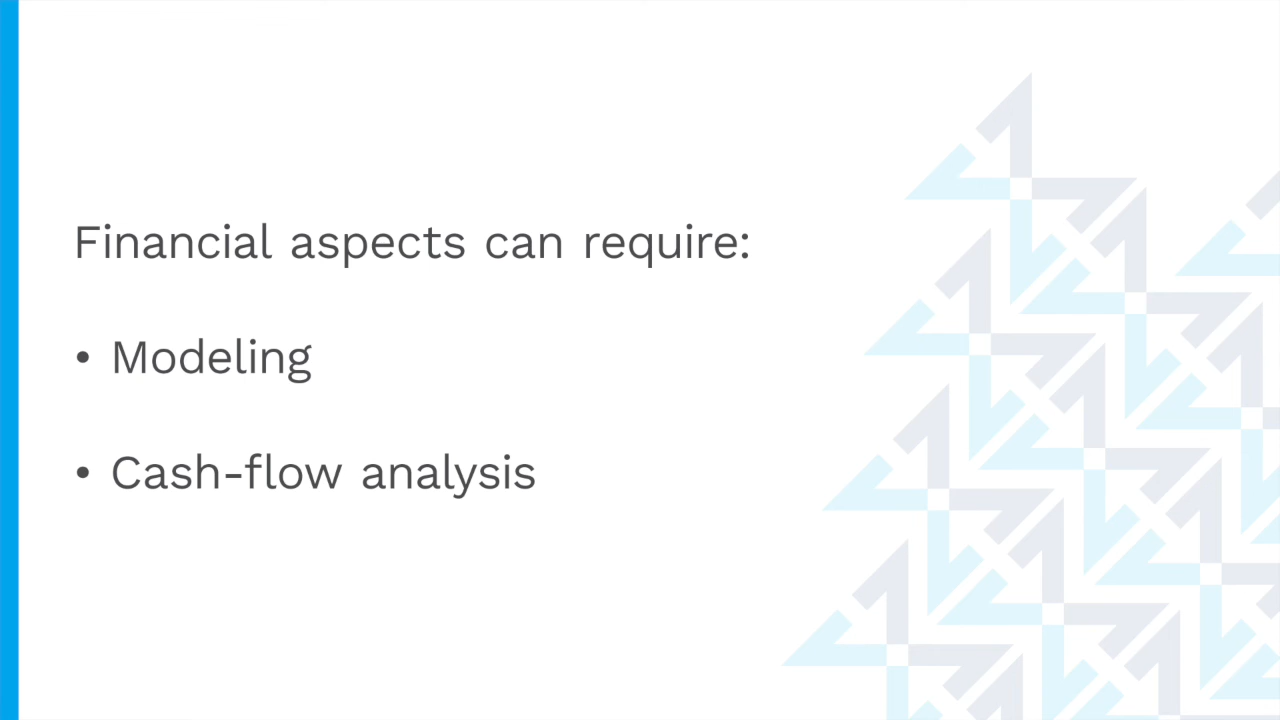 Financial aspects can require:
• Modeling
• Cash-flow analysis